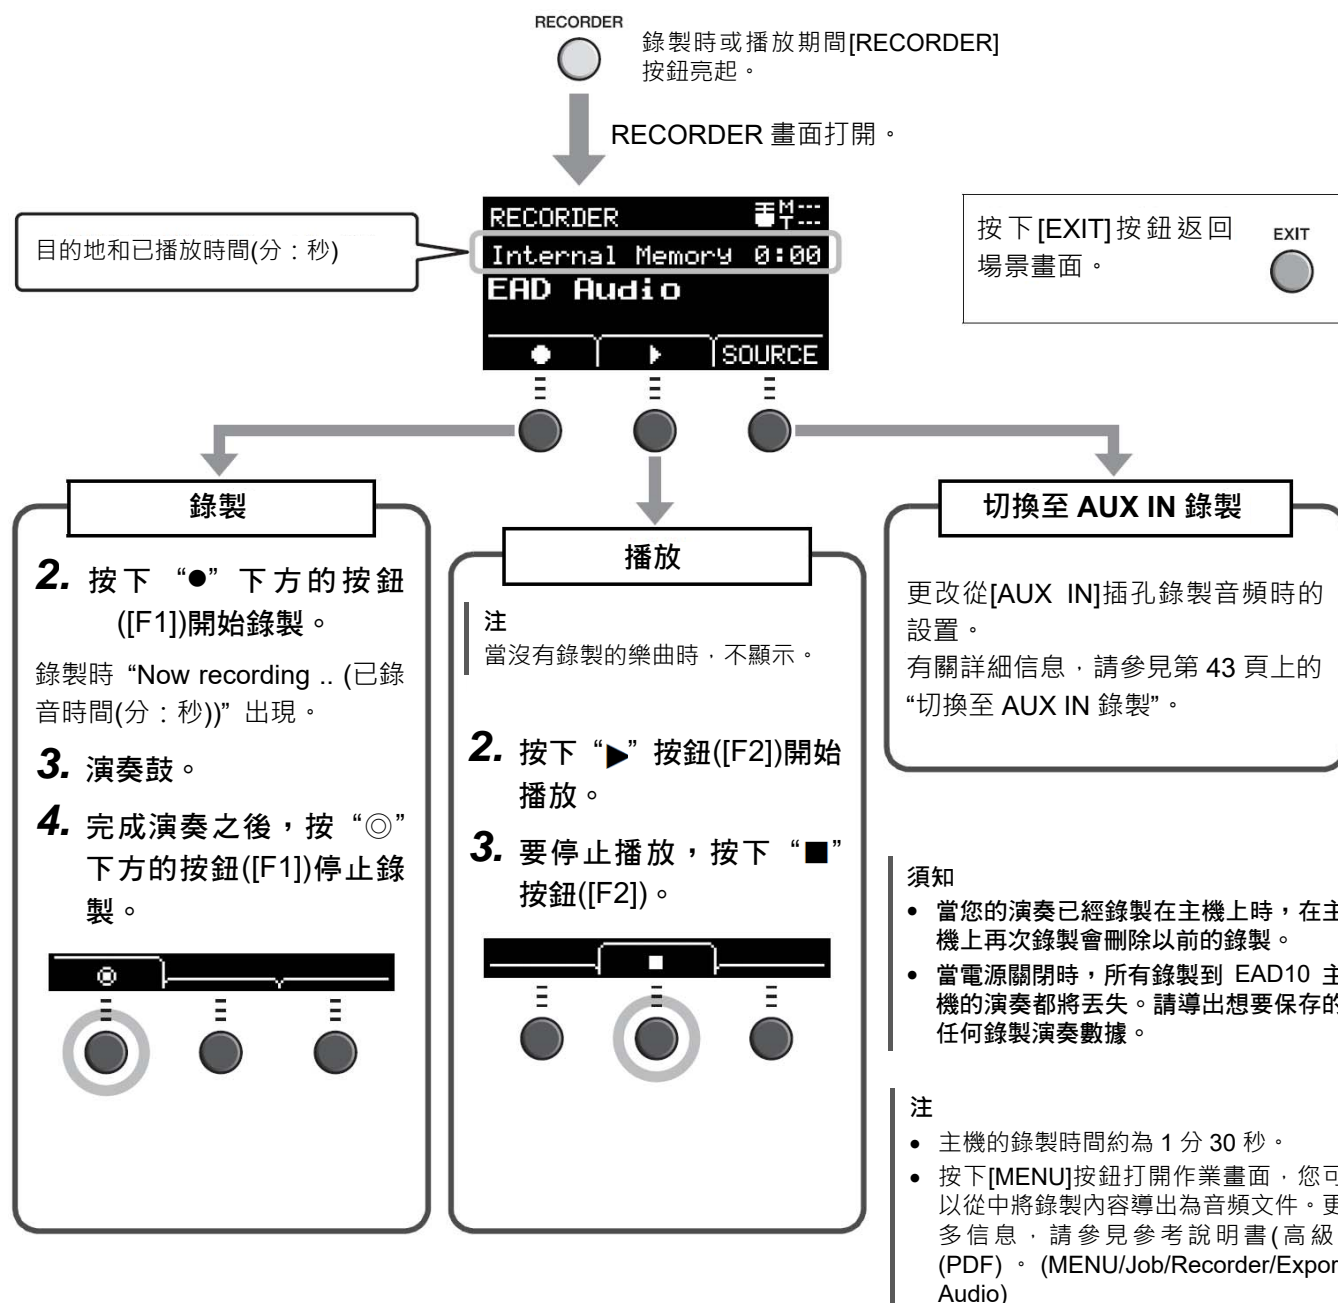 RECORDER
錄製時或播放期間[RECORDER]
按鈕亮起。
RECORDER 畫面打開。
目的地和已播放時間(分：秒)
RECORDER
M---
T---
Internal Memory 0:00
EAD Audio
● ▶ SOURCE
按下[EXIT]按鈕返回
場景畫面。
EXIT
錄製
2. 按下“●”下方的按鈕
([F1])開始錄製。
錄製時“Now recording .. (已錄
音時間(分：秒))”出現。
3. 演奏鼓。
4. 完成演奏之後，按“◎”
下方的按鈕([F1])停止錄
製。
播放
注
當沒有錄製的樂曲時，不顯示。
2. 按下“▶”按鈕([F2])開始
播放。
3. 要停止播放，按下“■”
按鈕([F2])。
切換至 AUX IN 錄製
更改從[AUX IN]插孔錄製音頻時的
設置。
有關詳細信息，請參見第 43 頁上的
“切換至 AUX IN 錄製”。
須知
• 當您的演奏已經錄製在主機上時，在主
機上再次錄製會刪除以前的錄製。
• 當電源關閉時，所有錄製到 EAD10 主
機的演奏都將丟失。請導出想要保存的
任何錄製演奏數據。
注
• 主機的錄製時間約為 1 分 30 秒。
• 按下[MENU]按鈕打開作業畫面，您可
以從中將錄製內容導出為音頻文件。更
多信息，請參見參考說明書(高級
(PDF)。(MENU/Job/Recorder/Expor
Audio)